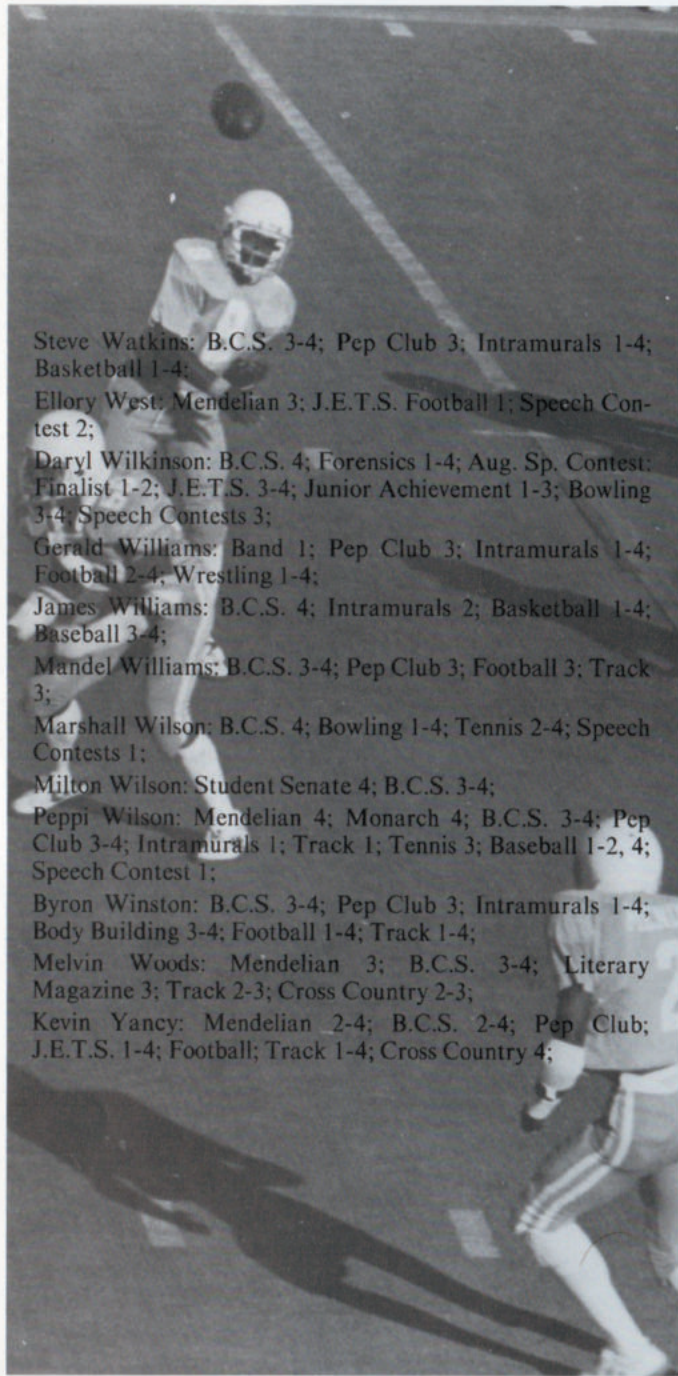 Steve Watkins: B.C.S. 3-4; Pep Club 3; Intramurals 1-4;
Basketball 1-4;
Ellory West: Mendelian 3; J.E.T.S. Football 1; Speech Con-
test 2;
Daryl Wilkinson: B.C.S. 4; Forensics 1-4; Aug. Sp. Contest:
Finalist 1-2; J.E.T.S. 3-4; Junior Achievement 1-3; Bowling
3-4; Speech Contests 3;
Gerald Williams: Band 1; Pep Club 3; Intramurals 1-4;
Football 2-4; Wrestling 1-4;
James Williams: B.C.S. 4; Intramurals 2; Basketball 1-4;
Baseball 3-4;
Mandel Williams: B.C.S. 3-4; Pep Club 3; Football 3; Track
3;
Marshall Wilson: B.C.S. 4; Bowling 1-4; Tennis 2-4; Speech
Contests 1;
Milton Wilson: Student Senate 4; B.C.S. 3-4;
Peppi Wilson: Mendelian 4; Monarch 4; B.C.S. 3-4; Pep
Club 3-4; Intramurals 1; Track 1; Tennis 3; Baseball 1-2, 4;
Speech Contest 1;
Byron Winston: B.C.S. 3-4; Pep Club 3; Intramurals 1-4;
Body Building 3-4; Football 1-4; Track 1-4;
Melvin Woods: Mendelian 3; B.C.S. 3-4; Literary
Magazine 3; Track 2-3; Cross Country 2-3;
Kevin Yancy: Mendelian 2-4; B.C.S. 2-4; Pep Club;
J.E.T.S. 1-4; Football; Track 1-4; Cross Country 4;
2